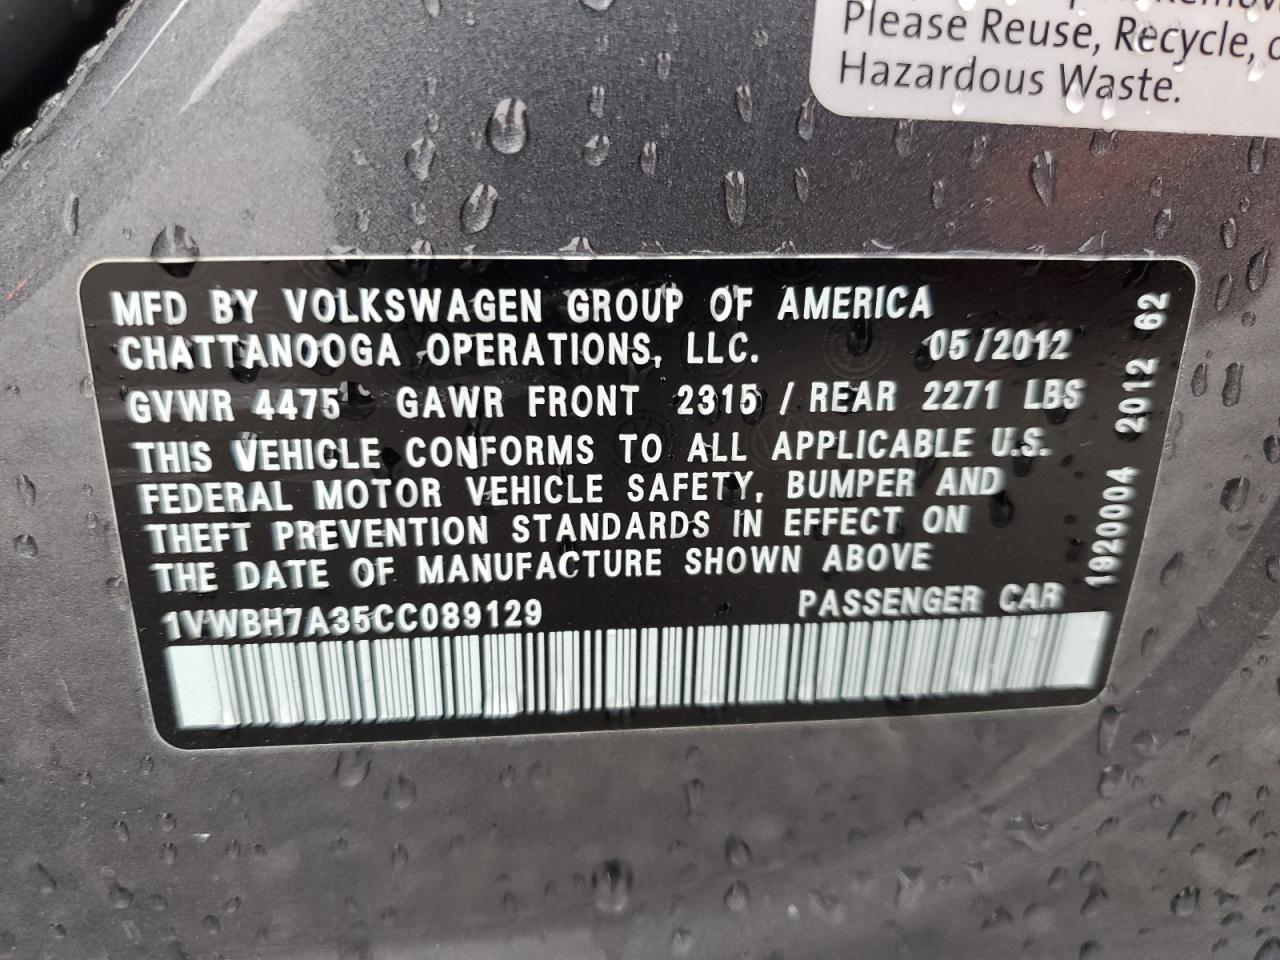 Please Reuse, Recycle, o
Hazardous Waste.
MFD BY VOLKSWAGEN GROUP OF AMERICA
CHATTANOOGA OPERATIONS, LLC. 05/2012
GVWR 4475 GAWR FRONT 2315 / REAR 2271 LBS
THIS VEHICLE CONFORMS TO ALL APPLICABLE U.S.
FEDERAL MOTOR VEHICLE SAFETY, BUMPER AND
THEFT PREVENTION STANDARDS IN EFFECT ON
THE DATE OF MANUFACTURE SHOWN ABOVE
1VWBH7A35CC089129 PASSENGER CAR
1920004 2012 62